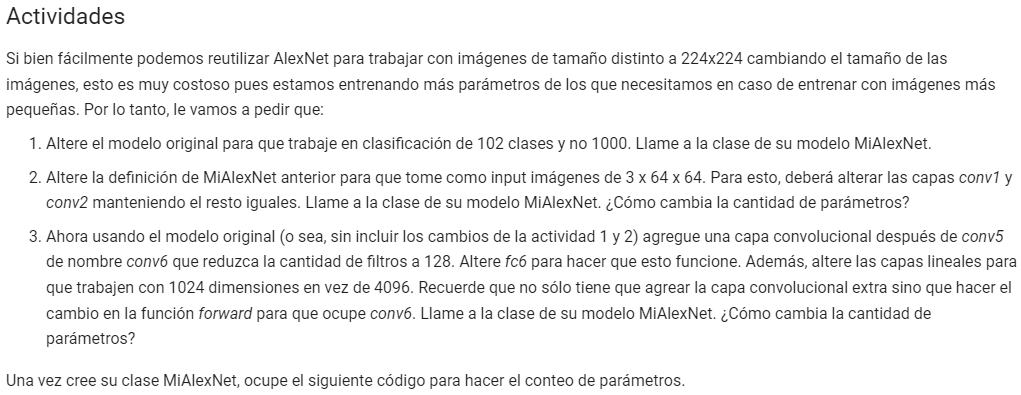 Actividades
Si bien fácilmente podemos reutilizar AlexNet para trabajar con imágenes de tamaño distinto a 224x224 cambiando el tamaño de las
imágenes, esto es muy costoso pues estamos entrenando más parámetros de los que necesitamos en caso de entrenar con imágenes más
pequeñas. Por lo tanto, le vamos a pedir que:
1. Altere el modelo original para que trabaje en clasificación de 102 clases y no 1000. Llame a la clase de su modelo MiAlexNet.
2. Altere la definición de MiAlexNet anterior para que tome como input imágenes de 3 x 64 x 64. Para esto, deberá alterar las capas conv1 y
conv2 manteniendo el resto iguales. Llame a la clase de su modelo MiAlexNet. ¿Cómo cambia la cantidad de parámetros?
3. Ahora usando el modelo original (o sea, sin incluir los cambios de la actividad 1 y 2) agregue una capa convolucional después de conv5
de nombre conv6 que reduzca la cantidad de filtros a 128. Altere fc6 para hacer que esto funcione. Además, altere las capas lineales para
que trabajen con 1024 dimensiones en vez de 4096. Recuerde que no sólo tiene que agrear la capa convolucional extra sino que hacer el
cambio en la función forward para que ocupe conv6. Llame a la clase de su modelo MiAlexNet. ¿Cómo cambia la cantidad de
parámetros?
Una vez cree su clase MiAlexNet, ocupe el siguiente código para hacer el conteo de parámetros.